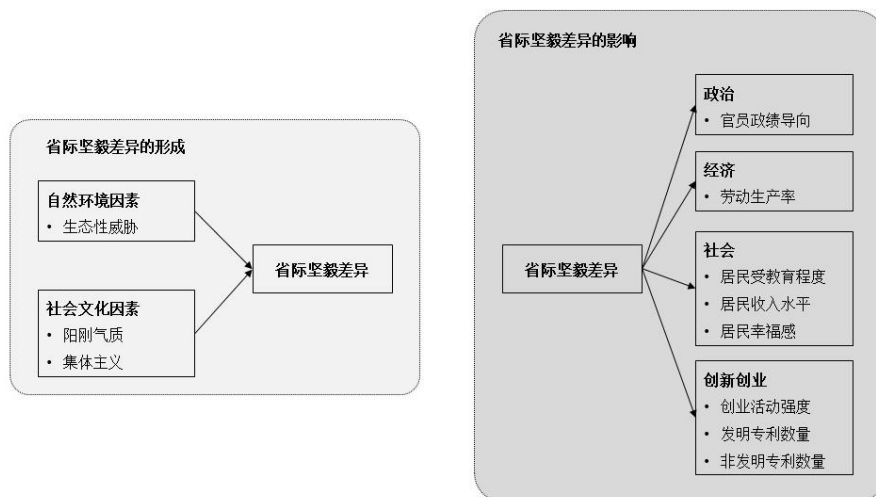 省际坚毅差异的形成
自然环境因素
• 生态性威胁
社会文化因素
• 阳刚气质
• 集体主义
省际坚毅差异
省际坚毅差异的影响
省际坚毅差异
政治
• 官员政绩导向
经济
• 劳动生产率
社会
• 居民受教育程度
• 居民收入水平
• 居民幸福感
创新创业
• 创业活动强度
• 发明专利数量
• 非发明专利数量